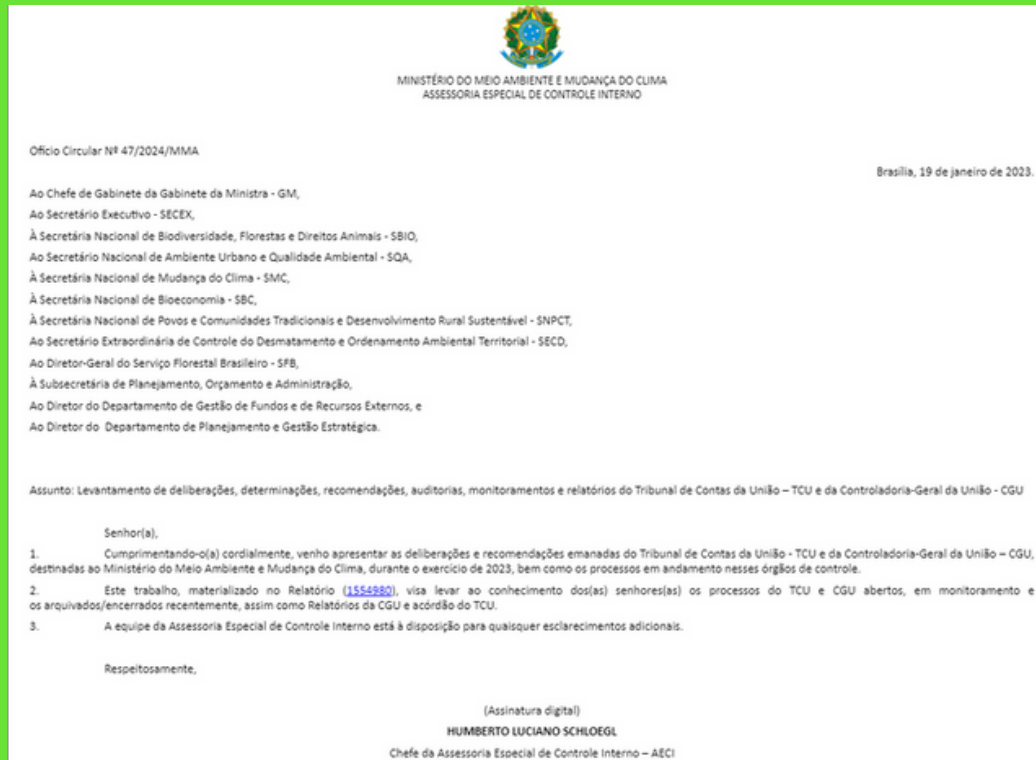 MINISTÉRIO DO MEIO AMBIENTE E MUDANÇA DO CLIMA
ASSESSORIA ESPECIAL DE CONTROLE INTERNO
Ofício Circular Nº 47/2024/MMA
Brasília, 19 de janeiro de 2023.
Ao Chefe de Gabinete da Gabinete da Ministra - GM,
Ao Secretário Executivo - SECEX,
À Secretária Nacional de Biodiversidade, Florestas e Direitos Animais - SBIO,
Ao Secretário Nacional de Ambiente Urbano e Qualidade Ambiental - SQA,
À Secretária Nacional de Mudança do Clima - SMC,
À Secretária Nacional de Bioeconomia - SBC,
À Secretária Nacional de Povos e Comunidades Tradicionais e Desenvolvimento Rural Sustentável - SNPCT,
Ao Secretário Extraordinária de Controle do Desmatamento e Ordenamento Ambiental Territorial - SECD,
Ao Diretor-Geral do Serviço Florestal Brasileiro - SFB,
À Subsecretária de Planejamento, Orçamento e Administração,
Ao Diretor do Departamento de Gestão de Fundos e de Recursos Externos, e
Ao Diretor do Departamento de Planejamento e Gestão Estratégica.
Assunto: Levantamento de deliberações, determinações, recomendações, auditorias, monitoramentos e relatórios do Tribunal de Contas da União – TCU e da Controladoria-Geral da União - CGU
Senhor(a),
1. Cumprimentando-o(a) cordialmente, venho apresentar as deliberações e recomendações emanadas do Tribunal de Contas da União - TCU e da Controladoria-Geral da União – CGU,
destinadas ao Ministério do Meio Ambiente e Mudança do Clima, durante o exercício de 2023, bem como os processos em andamento nesses órgãos de controle.
2. Este trabalho, materializado no Relatório (1554980), visa levar ao conhecimento dos(as) senhores(as) os processos do TCU e CGU abertos, em monitoramento e
os arquivados/encerrados recentemente, assim como Relatórios da CGU e acórdão do TCU.
3. A equipe da Assessoria Especial de Controle Interno está à disposição para quaisquer esclarecimentos adicionais.
Respeitosamente,
(Assinatura digital)
HUMBERTO LUCIANO SCHLOEGL
Chefe da Assessoria Especial de Controle Interno – AECI